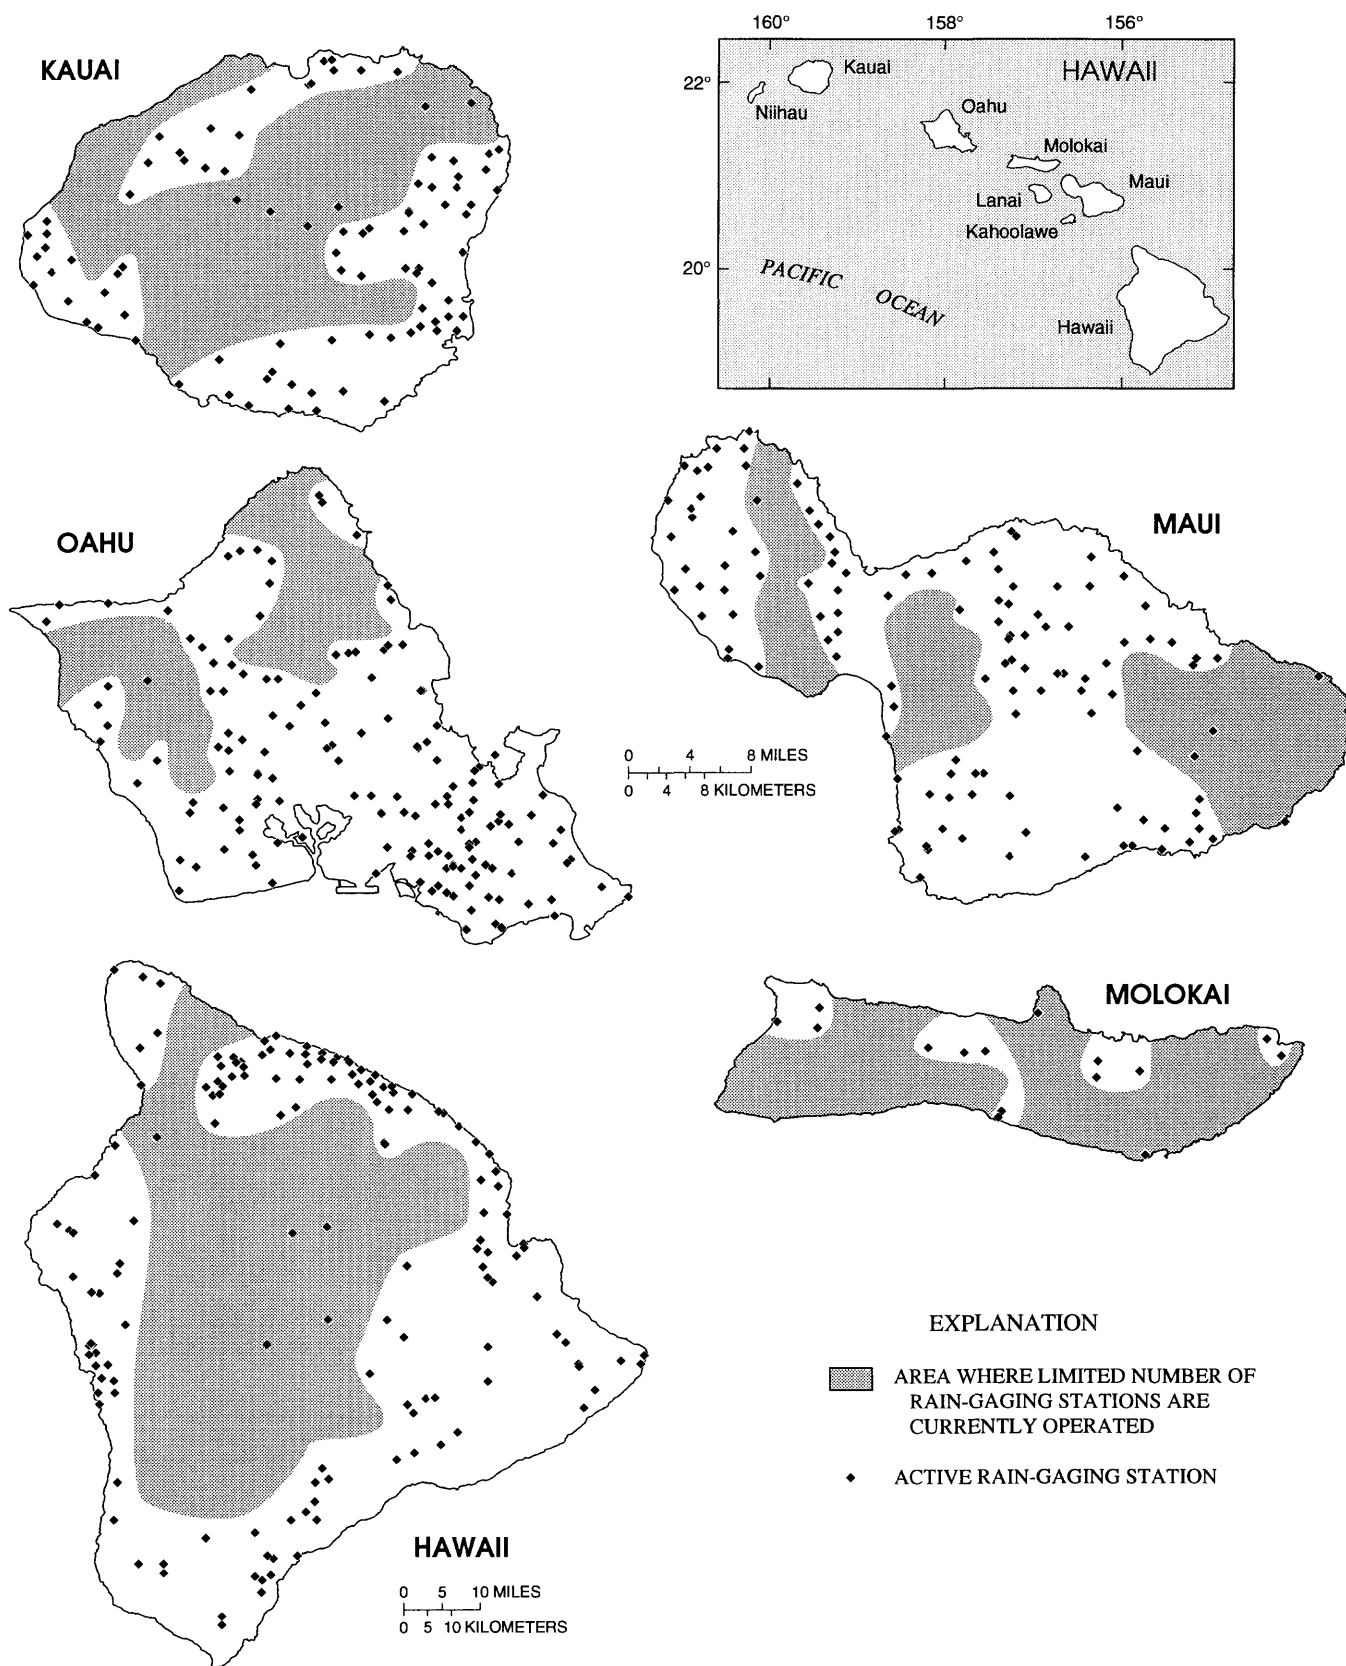 KAUAI
160°
158°
156°
22°
20°
HAWAII
Kauai
Niihau
Oahu
Molokai
Lanai
Maui
Kahoolawe
PACIFIC OCEAN
Hawaii
OAHU
MAUI
0 4 8 MILES
0 4 8 KILOMETERS
MOLOKAI
HAWAII
0 5 10 MILES
0 5 10 KILOMETERS
EXPLANATION
AREA WHERE LIMITED NUMBER OF
RAIN-GAGING STATIONS ARE
CURRENTLY OPERATED
ACTIVE RAIN-GAGING STATION